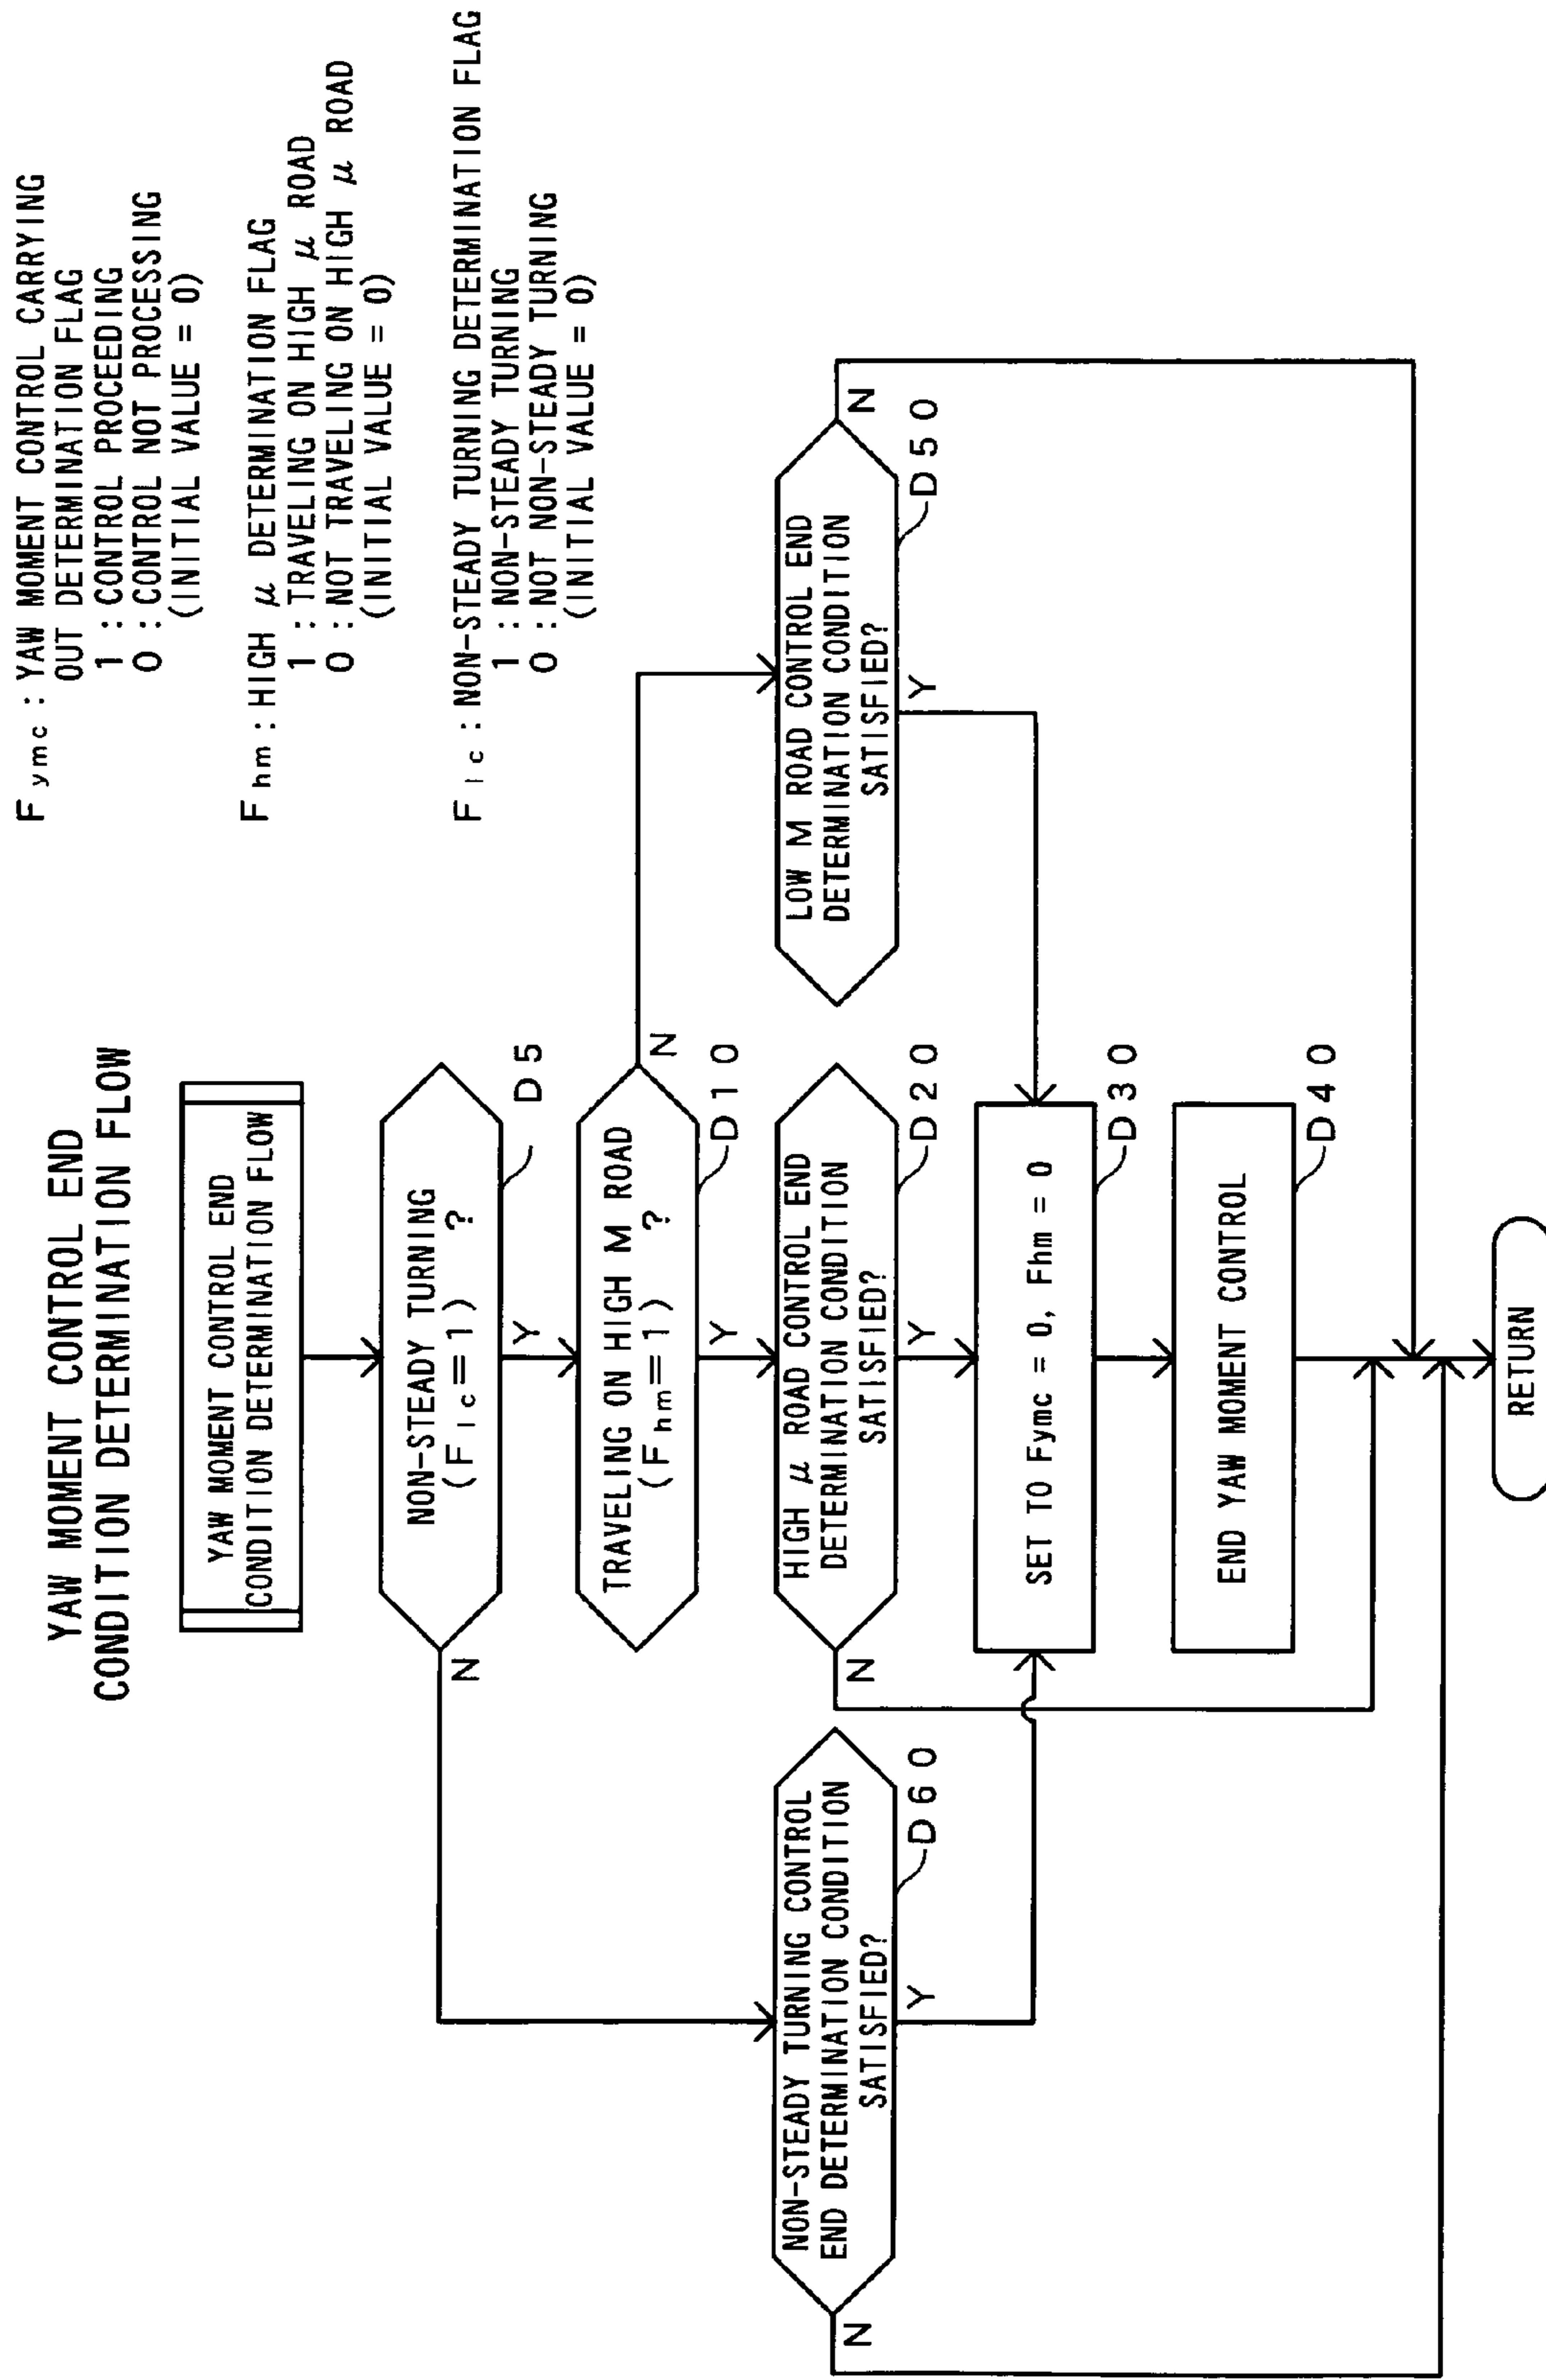 YAW MOMENT CONTROL END
CONDITION DETERMINATION FLOW
Fymc : YAW MOMENT CONTROL CARRYING
OUT DETERMINATION FLAG
1 : CONTROL PROCEEDING
0 : CONTROL NOT PROCESSING
(INITIAL VALUE = 0)
Fhm : HIGH μ DETERMINATION FLAG
1 : TRAVELING ON HIGH μ ROAD
0 : NOT TRAVELING ON HIGH μ ROAD
(INITIAL VALUE = 0)
Flc : NON-STEADY TURNING DETERMINATION FLAG
1 : NON-STEADY TURNING
0 : NOT NON-STEADY TURNING
(INITIAL VALUE = 0)
YAW MOMENT CONTROL END
CONDITION DETERMINATION FLOW
NON-STEADY TURNING
(Flc=1) ?
D5
N
Y
TRAVELING ON HIGH M ROAD
(Fhm=1) ?
D10
N
Y
NON-STEADY TURNING CONTROL
END DETERMINATION CONDITION
SATISFIED?
D60
N
Y
HIGH μ ROAD CONTROL END
DETERMINATION CONDITION
SATISFIED?
D20
N
Y
LOW M ROAD CONTROL END
DETERMINATION CONDITION
SATISFIED?
D50
N
Y
SET TO Fymc = 0, Fhm = 0
D30
END YAW MOMENT CONTROL
D40
RETURN